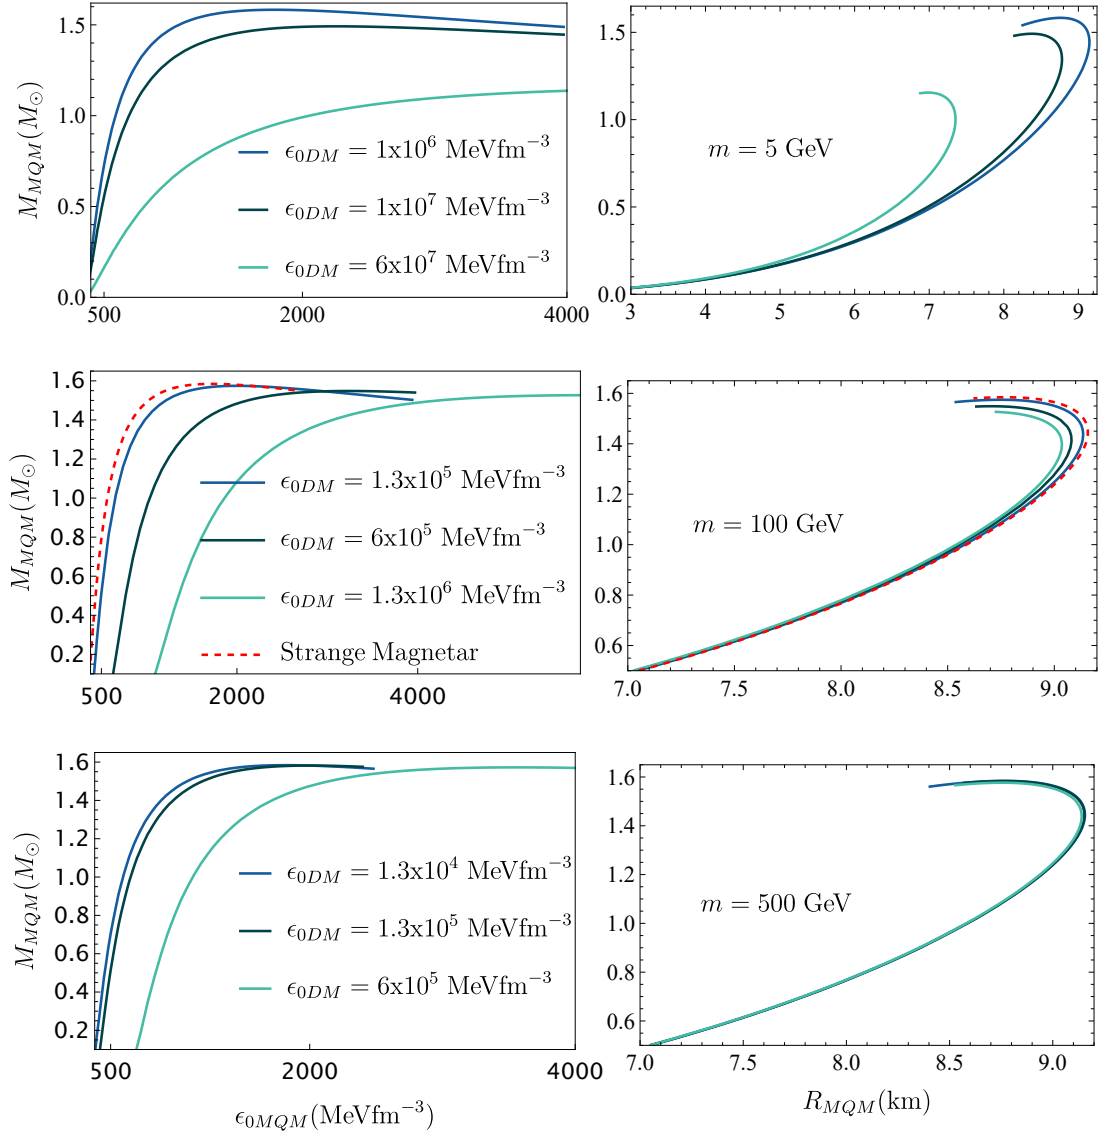 M_{MQM}(M_⊙)
1.5
1.0
0.5
0.0
ϵ_{0DM} = 1x10^6 MeVfm^{−3}
ϵ_{0DM} = 1x10^7 MeVfm^{−3}
ϵ_{0DM} = 6x10^7 MeVfm^{−3}
500 2000 4000
1.5
1.0
0.5
0.0
m = 5 GeV
3 4 5 6 7 8 9
M_{MQM}(M_⊙)
1.6
1.4
1.2
1.0
0.8
0.6
0.4
0.2
ϵ_{0DM} = 1.3x10^5 MeVfm^{−3}
ϵ_{0DM} = 6x10^5 MeVfm^{−3}
ϵ_{0DM} = 1.3x10^6 MeVfm^{−3}
Strange Magnetar
500 2000 4000
1.6
1.4
1.2
1.0
0.8
0.6
m = 100 GeV
7.0 7.5 8.0 8.5 9.0
M_{MQM}(M_⊙)
1.6
1.4
1.2
1.0
0.8
0.6
0.4
0.2
ϵ_{0DM} = 1.3x10^4 MeVfm^{−3}
ϵ_{0DM} = 1.3x10^5 MeVfm^{−3}
ϵ_{0DM} = 6x10^5 MeVfm^{−3}
500 2000 4000
ϵ_{0MQM}(MeVfm^{−3})
1.6
1.4
1.2
1.0
0.8
0.6
m = 500 GeV
7.0 7.5 8.0 8.5 9.0
R_{MQM}(km)